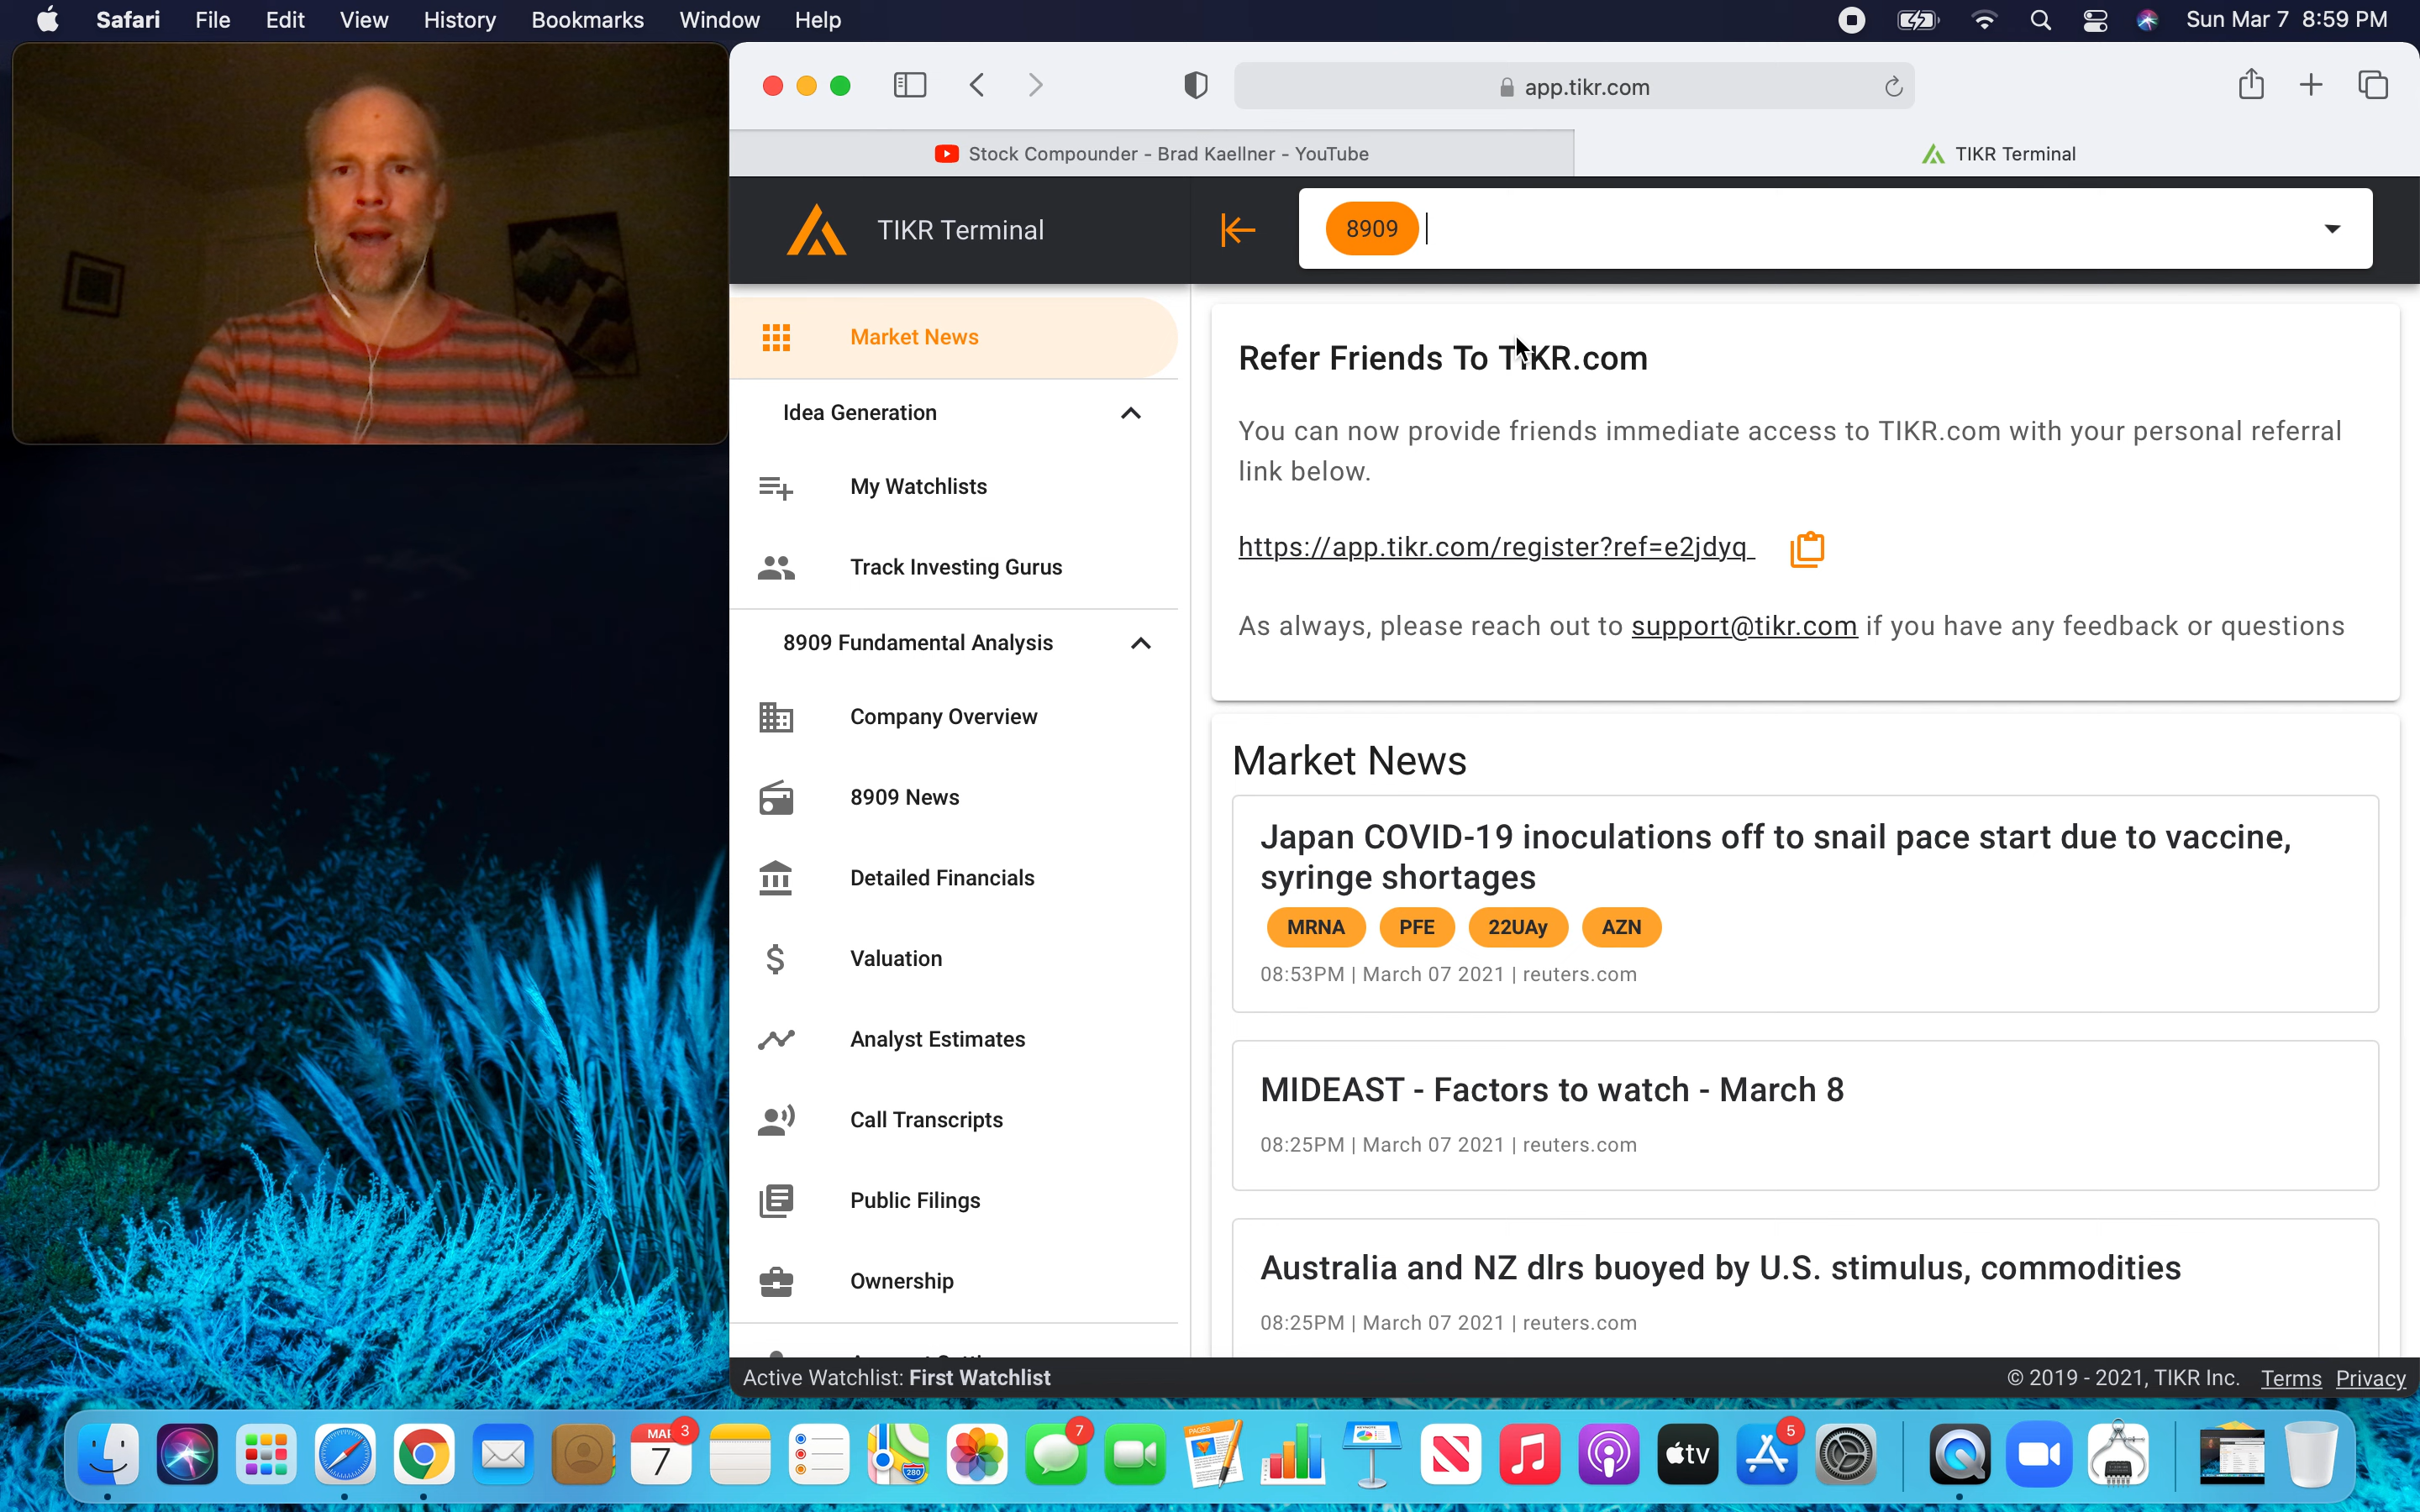 Safari File Edit View History Bookmarks Window Help Sun Mar 7 8:59 PM
app.tikr.com
Stock Compounder - Brad Kaellner - YouTube TIKR Terminal
TIKR Terminal 8909
Market News
Idea Generation
My Watchlists
Track Investing Gurus
8909 Fundamental Analysis
Company Overview
8909 News
Detailed Financials
Valuation
Analyst Estimates
Call Transcripts
Public Filings
Ownership
Refer Friends To TIKR.com
You can now provide friends immediate access to TIKR.com with your personal referral
link below.
https://app.tikr.com/register?ref=e2jdyq
As always, please reach out to support@tikr.com if you have any feedback or questions
Market News
Japan COVID-19 inoculations off to snail pace start due to vaccine,
syringe shortages
MRNA PFE 22UAy AZN
08:53PM | March 07 2021 | reuters.com
MIDEAST - Factors to watch - March 8
08:25PM | March 07 2021 | reuters.com
Australia and NZ dlrs buoyed by U.S. stimulus, commodities
08:25PM | March 07 2021 | reuters.com
Active Watchlist: First Watchlist © 2019 - 2021, TIKR Inc. Terms Privacy
MAR 3
7
7
PAGES
280
tv
5